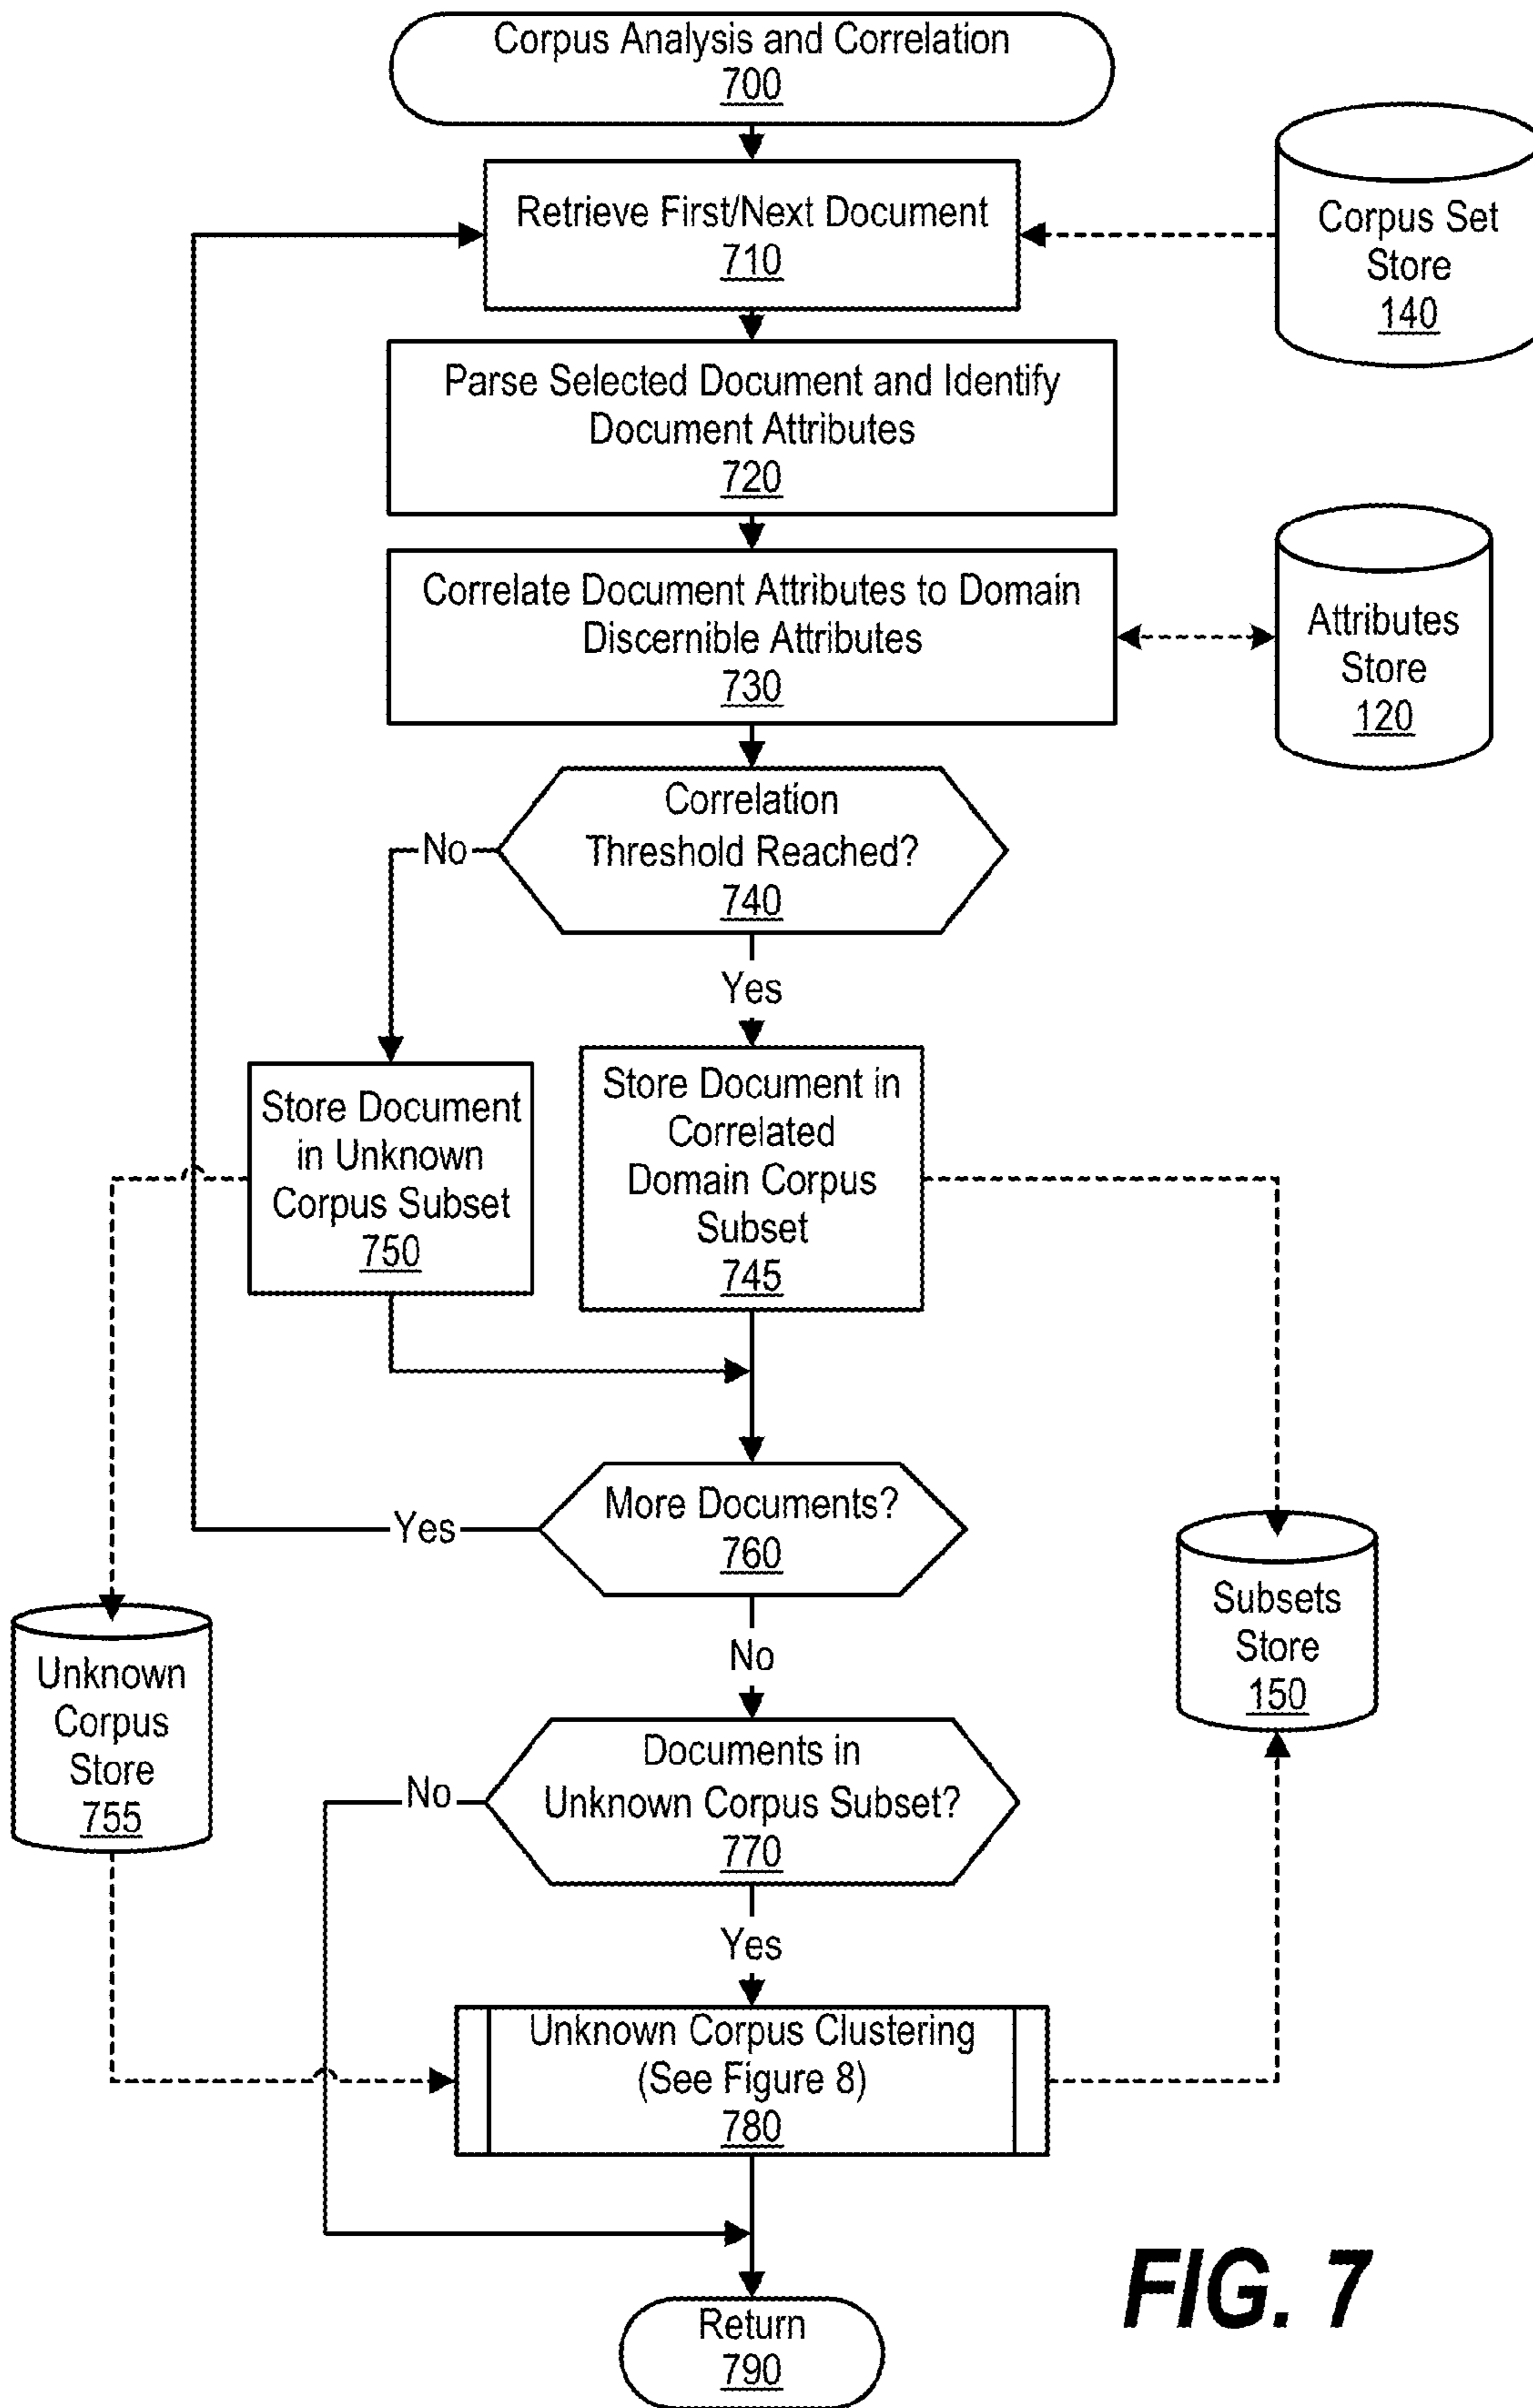 Corpus Analysis and Correlation
700
Retrieve First/Next Document
710
Corpus Set
Store
140
Parse Selected Document and Identify
Document Attributes
720
Correlate Document Attributes to Domain
Discernible Attributes
730
Attributes
Store
120
Correlation
Threshold Reached?
740
No
Yes
Store Document
in Unknown
Corpus Subset
750
Store Document in
Correlated
Domain Corpus
Subset
745
More Documents?
760
Yes
No
Unknown
Corpus
Store
755
Subsets
Store
150
Documents in
Unknown Corpus Subset?
770
No
Yes
Unknown Corpus Clustering
(See Figure 8)
780
Return
790
FIG. 7